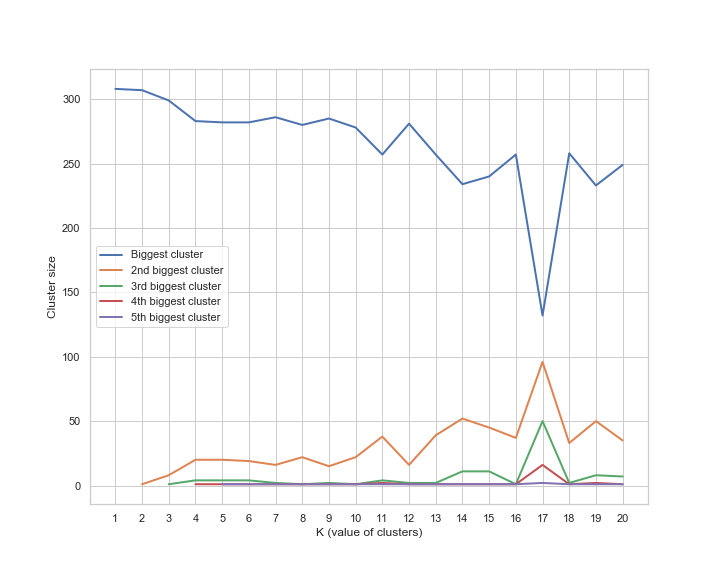 300
250
200
150
100
50
0
Cluster size
Biggest cluster
2nd biggest cluster
3rd biggest cluster
4th biggest cluster
5th biggest cluster
1 2 3 4 5 6 7 8 9 10 11 12 13 14 15 16 17 18 19 20
K (value of clusters)